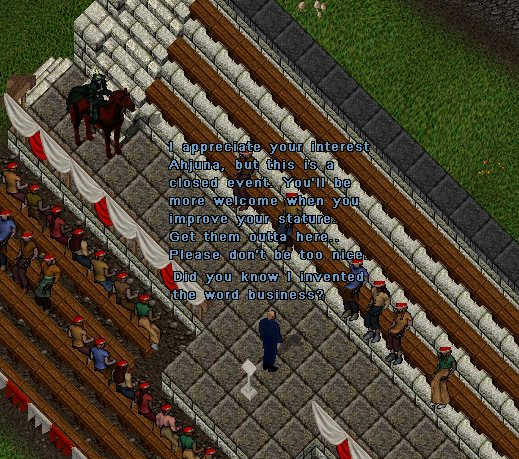 I appreciate your interest
Ahjuna, but this is a
closed event. You'll be
more welcome when you
improve your stature.
Get them outta here..
Please don't be too nice.
Did you know I invented
the word business?